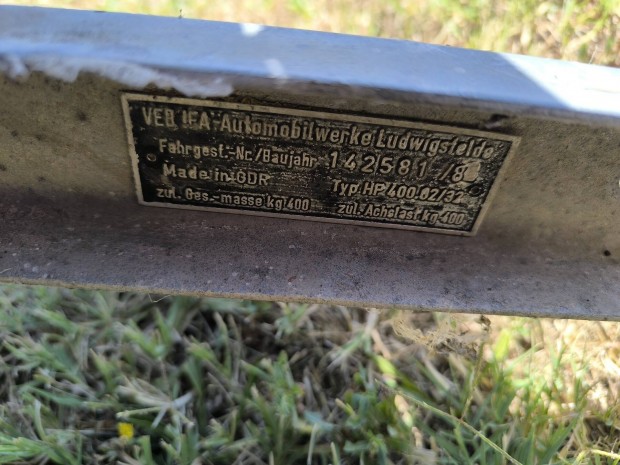 VEB IFA-Automobilwerke Ludwigsfelde
Fahrgest.-Nr./Baujahr 142581
Made in GDR Typ.HP 400.02/32
zul. Ges.-masse kg 400 zul. Achslast kg 400